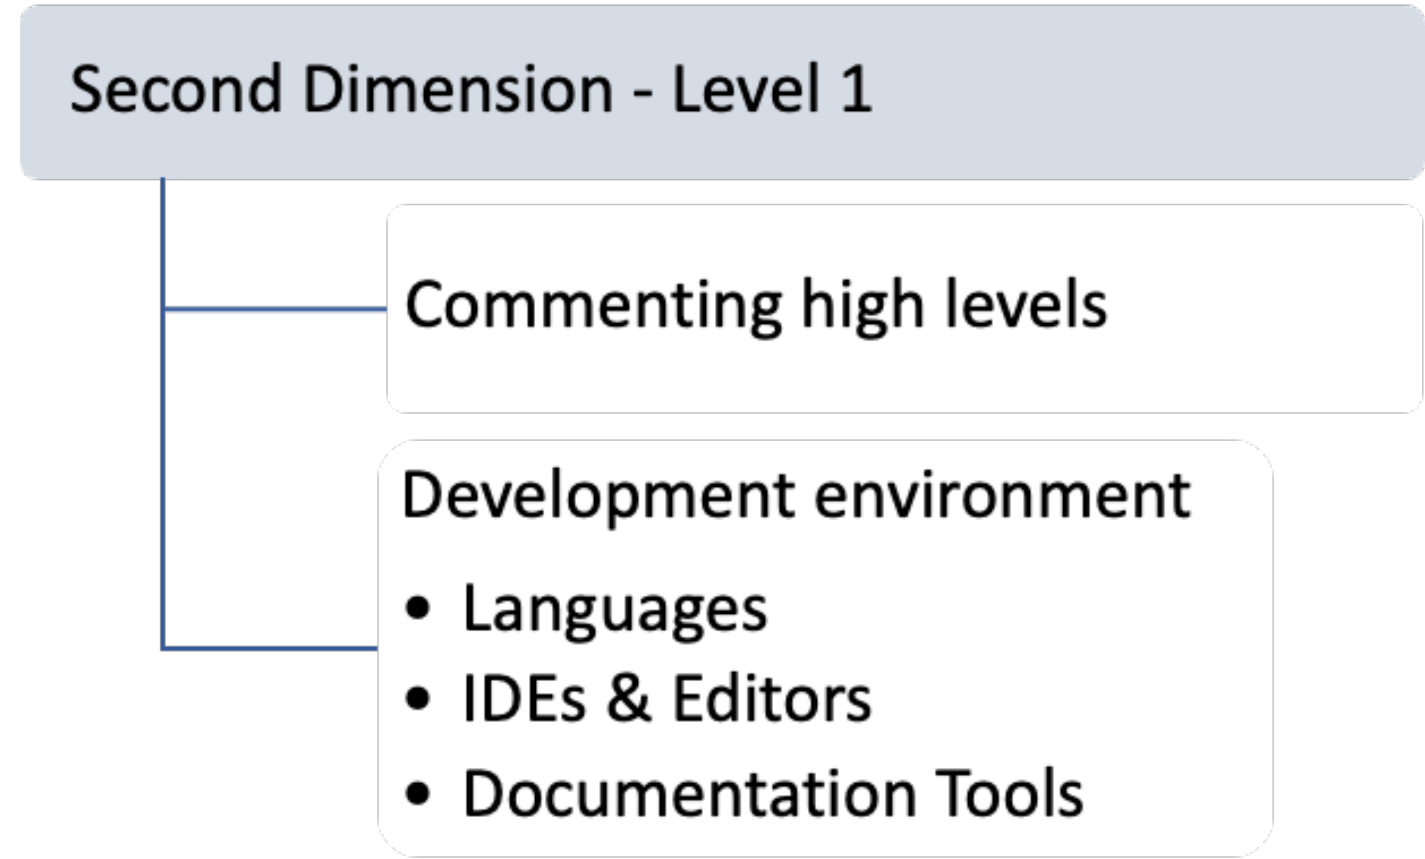 Second Dimension - Level 1
Commenting high levels
Development environment
• Languages
• IDEs & Editors
• Documentation Tools